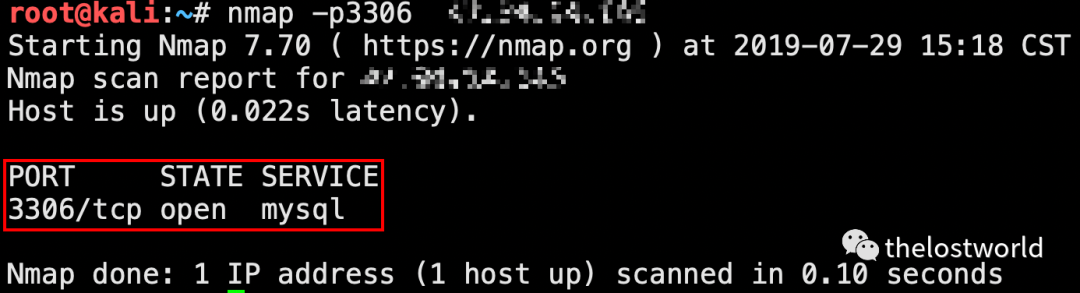 root@kali:~# nmap -p3306
Starting Nmap 7.70 ( https://nmap.org ) at 2019-07-29 15:18 CST
Nmap scan report for
Host is up (0.022s latency).
PORT     STATE SERVICE
3306/tcp open  mysql
thelostworld
Nmap done: 1 IP address (1 host up) scanned in 0.10 seconds